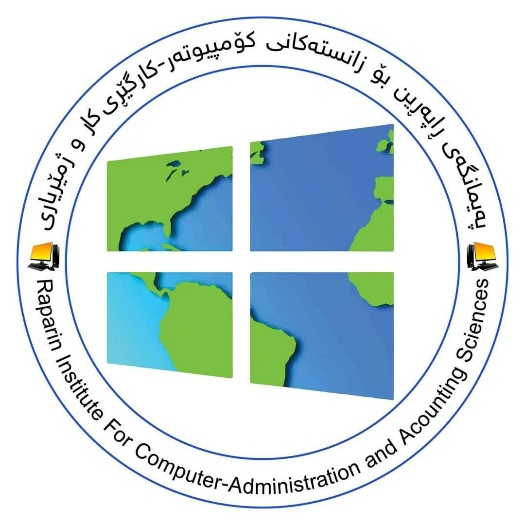 پەیمانگەی ڕاپەڕین بۆ زانستەکانی کۆمپیوتەر-کارگێڕی کار و ژمێریاری
Raparin Institute For Computer-Administration and Acounting Sciences